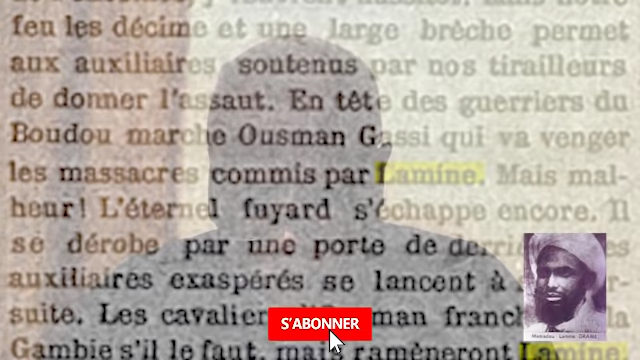 feu les décime et une large brèche permet
aux auxiliaires soutenus par nos tirailleurs
de donner l'assaut. En tête des guerriers du
Boudou marche Ousman Gassi qui va venger
les massacres commis par Lamine. Mais mal-
heur! L'éternel fuyard s'échappe encore. Il
se dérobe par une porte de
auxiliaires exaspérés se lancent à
suite. Les cavaliers
Gambie s'il le faut, mais ramèneront Lamine.
S'ABONNER
Mamadou Lamine DRAME